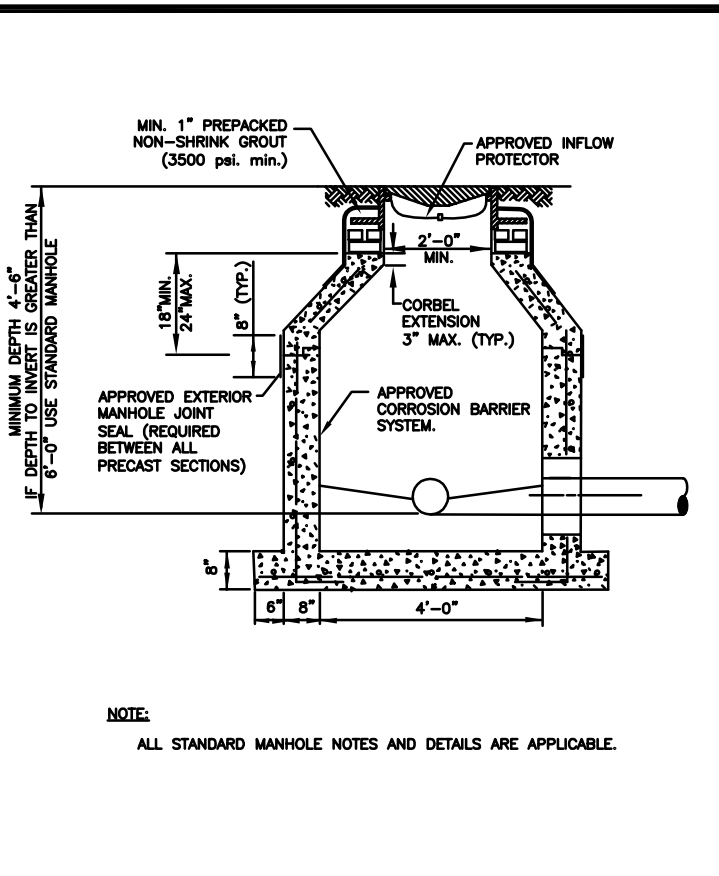 MIN. 1" PREPACKED
NON-SHRINK GROUT
(3500 psi. min.)
APPROVED INFLOW
PROTECTOR
MINIMUM DEPTH 4'-6"
IF DEPTH TO INVERT IS GREATER THAN
6'-0" USE STANDARD MANHOLE
18"MIN.
24"MAX.
8" (TYP.)
2'-0"
MIN.
CORBEL
EXTENSION
3" MAX. (TYP.)
APPROVED EXTERIOR
MANHOLE JOINT
SEAL (REQUIRED
BETWEEN ALL
PRECAST SECTIONS)
APPROVED
CORROSION BARRIER
SYSTEM.
8"
6"
8"
4'-0"
NOTE:
ALL STANDARD MANHOLE NOTES AND DETAILS ARE APPLICABLE.